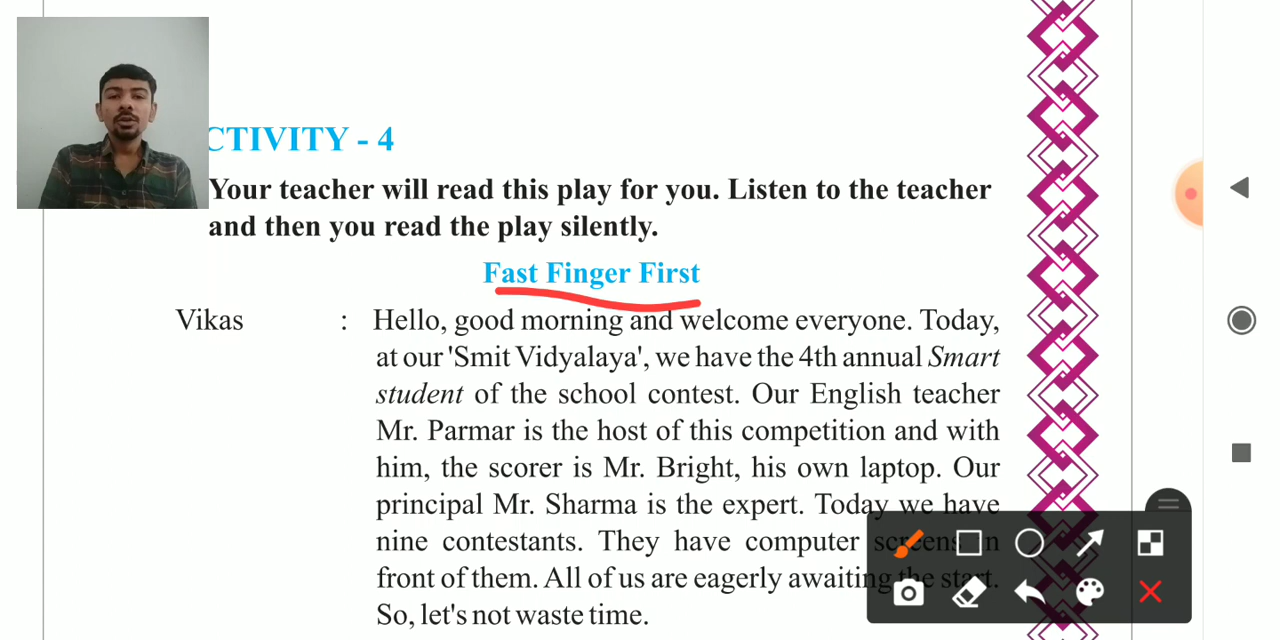 CTIVITY - 4
Your teacher will read this play for you. Listen to the teacher
and then you read the play silently.
Fast Finger First
Vikas : Hello, good morning and welcome everyone. Today,
at our 'Smit Vidyalaya', we have the 4th annual Smart
student of the school contest. Our English teacher
Mr. Parmar is the host of this competition and with
him, the scorer is Mr. Bright, his own laptop. Our
principal Mr. Sharma is the expert. Today we have
nine contestants. They have computer screens in
front of them. All of us are eagerly awaiting the start.
So, let's not waste time.